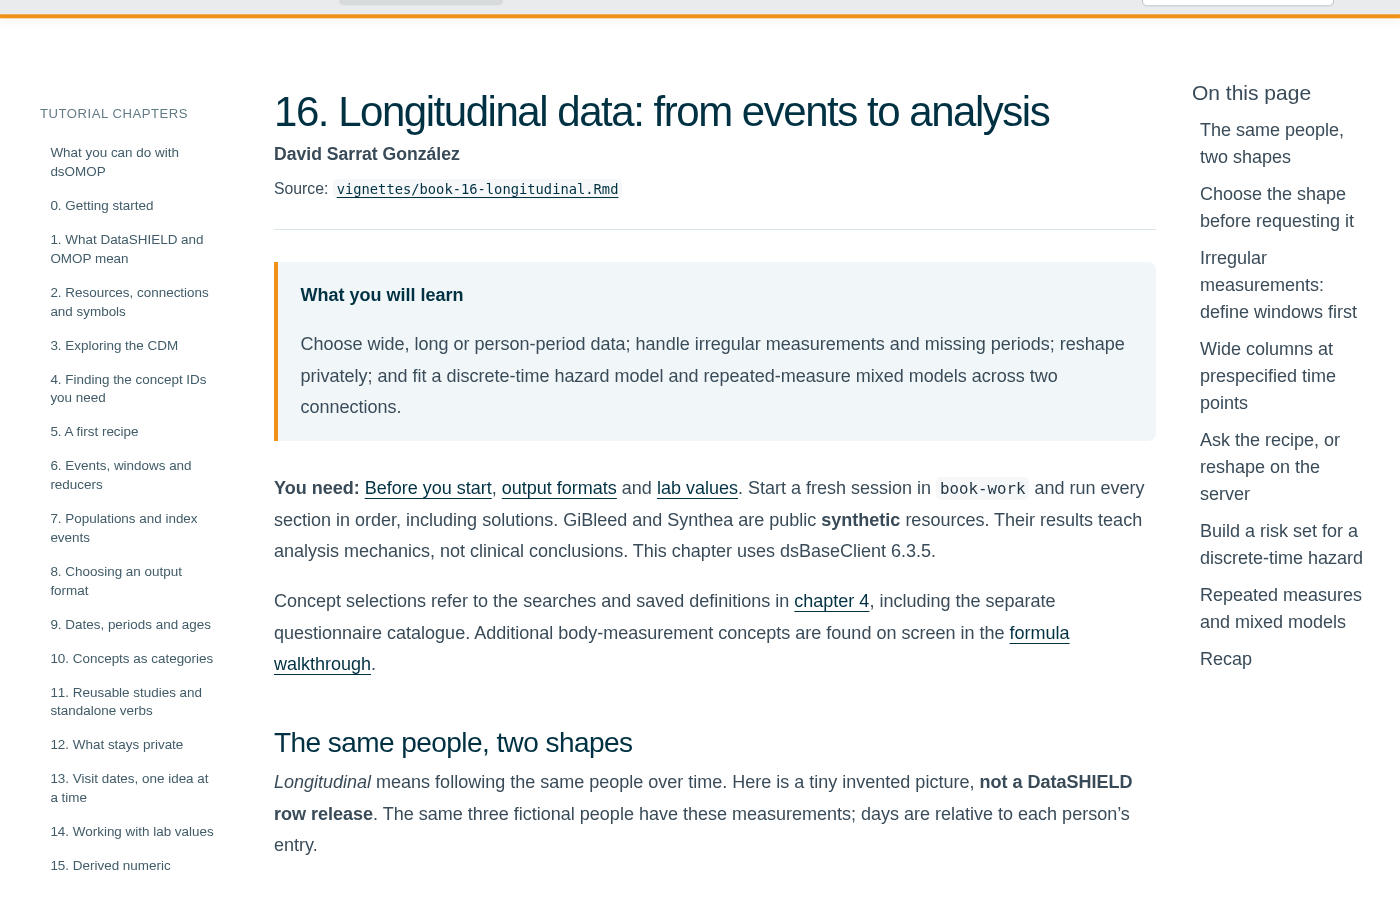 TUTORIAL CHAPTERS
What you can do with
dsOMOP
0. Getting started
1. What DataSHIELD and
OMOP mean
2. Resources, connections
and symbols
3. Exploring the CDM
4. Finding the concept IDs
you need
5. A first recipe
6. Events, windows and
reducers
7. Populations and index
events
8. Choosing an output
format
9. Dates, periods and ages
10. Concepts as categories
11. Reusable studies and
standalone verbs
12. What stays private
13. Visit dates, one idea at
a time
14. Working with lab values
15. Derived numeric
16. Longitudinal data: from events to analysis
David Sarrat González
Source: vignettes/book-16-longitudinal.Rmd
What you will learn
Choose wide, long or person-period data; handle irregular measurements and missing periods; reshape
privately; and fit a discrete-time hazard model and repeated-measure mixed models across two
connections.
You need: Before you start, output formats and lab values. Start a fresh session in book-work and run every
section in order, including solutions. GiBleed and Synthea are public synthetic resources. Their results teach
analysis mechanics, not clinical conclusions. This chapter uses dsBaseClient 6.3.5.
Concept selections refer to the searches and saved definitions in chapter 4, including the separate
questionnaire catalogue. Additional body-measurement concepts are found on screen in the formula
walkthrough.
The same people, two shapes
Longitudinal means following the same people over time. Here is a tiny invented picture, not a DataSHIELD
row release. The same three fictional people have these measurements; days are relative to each person’s
entry.
On this page
The same people,
two shapes
Choose the shape
before requesting it
Irregular
measurements:
define windows first
Wide columns at
prespecified time
points
Ask the recipe, or
reshape on the
server
Build a risk set for a
discrete-time hazard
Repeated measures
and mixed models
Recap